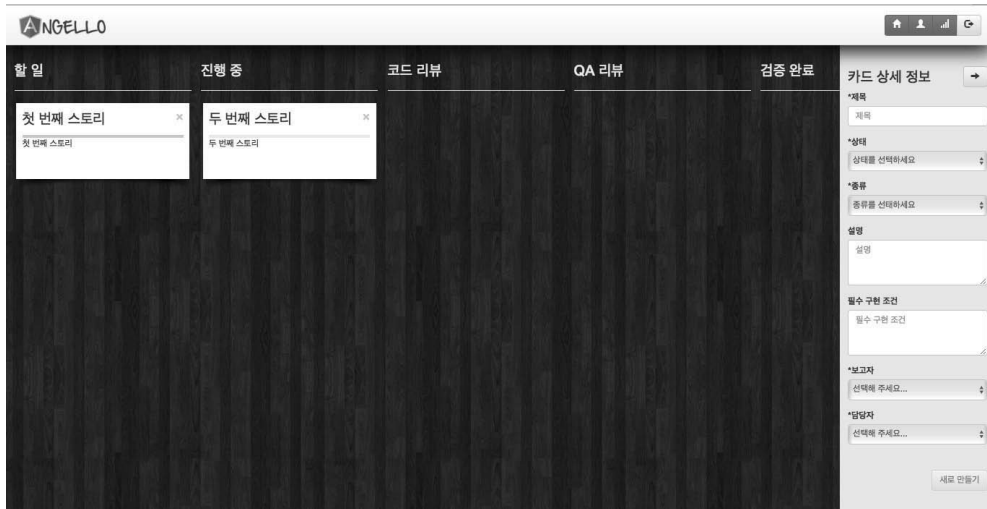 ANGELLO
할 일
진행 중
코드 리뷰
QA 리뷰
검증 완료
첫 번째 스토리 ×
첫 번째 스토리
두 번째 스토리 ×
두 번째 스토리
카드 상세 정보
*제목
제목
*상태
상태를 선택하세요
*종류
종류를 선태하세요
설명
설명
필수 구현 조건
필수 구현 조건
*보고자
선택해 주세요...
*담당자
선택해 주세요...
새로 만들기